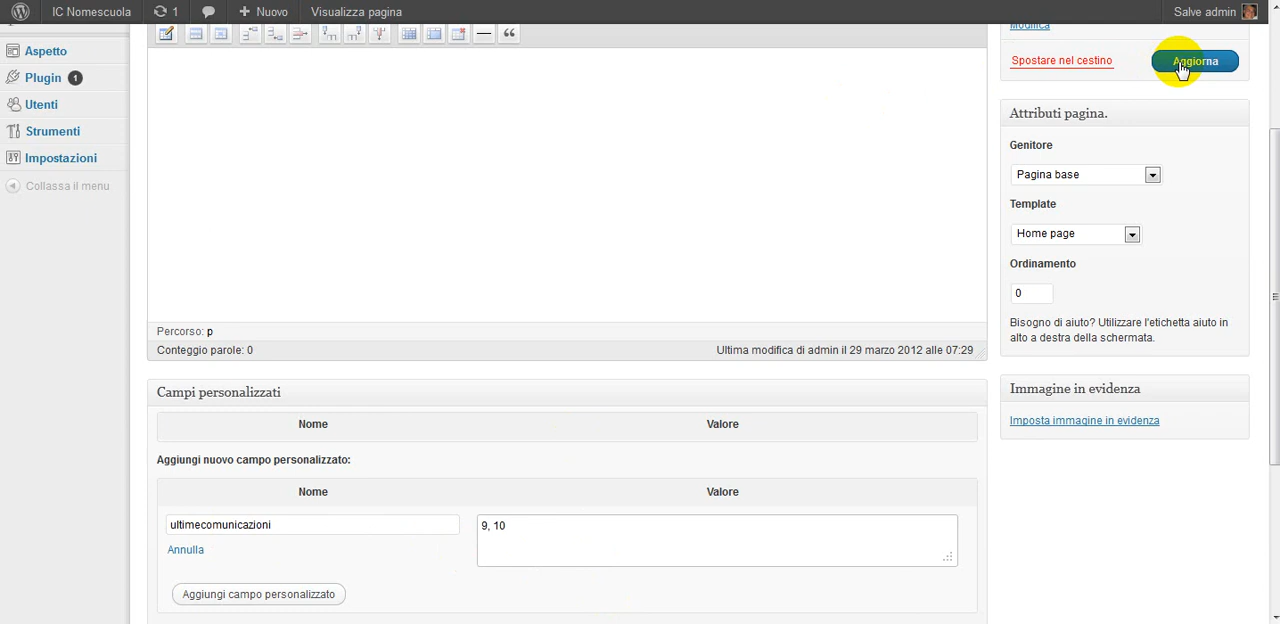 IC Nomescuola 1 Nuovo Visualizza pagina Salve admin
Modifica
Aspetto
Plugin 1
Utenti
Strumenti
Impostazioni
Collassa il menu
Percorso: p
Conteggio parole: 0 Ultima modifica di admin il 29 marzo 2012 alle 07:29
Campi personalizzati
Nome Valore
Aggiungi nuovo campo personalizzato:
Nome Valore
ultimecomunicazioni 9, 10
Annulla
Aggiungi campo personalizzato
Spostare nel cestino Aggiorna
Attributi pagina.
Genitore
Pagina base
Template
Home page
Ordinamento
0
Bisogno di aiuto? Utilizzare l'etichetta aiuto in
alto a destra della schermata.
Immagine in evidenza
Imposta immagine in evidenza